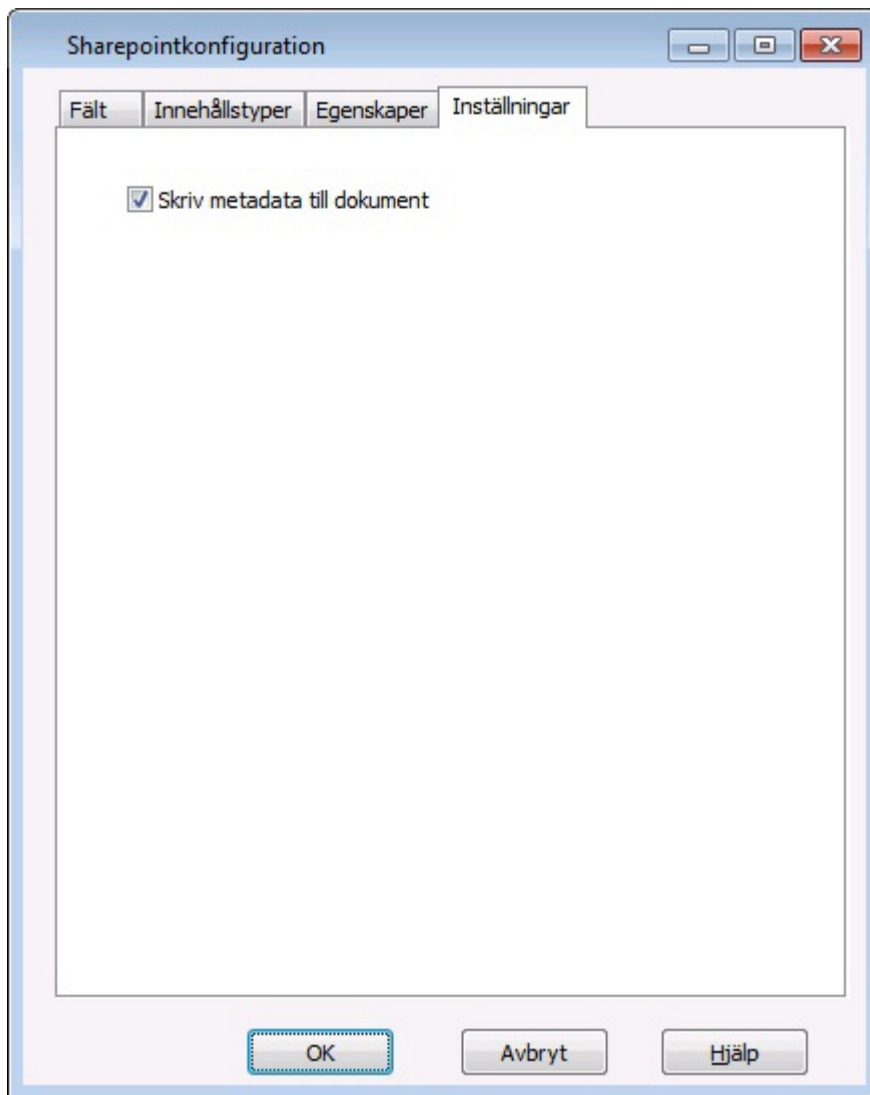 Sharepointkonfiguration
Fält Innehållstyper Egenskaper Inställningar
Skriv metadata till dokument
OK Avbryt Hjälp